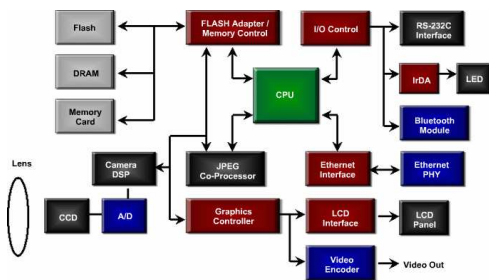 Flash
FLASH Adapter /
Memory Control
I/O Control
RS-232C
Interface
DRAM
CPU
IrDA
LED
Memory
Card
Bluetooth
Module
Lens
Camera
DSP
JPEG
Co-Processor
Ethernet
Interface
Ethernet
PHY
CCD
A/D
Graphics
Controller
LCD
Interface
LCD
Panel
Video
Encoder
Video Out